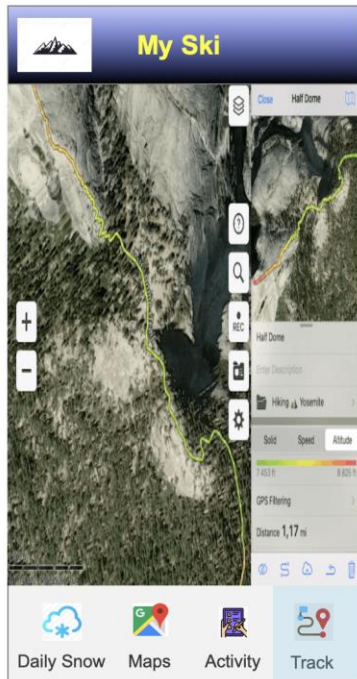 My Ski
Close Half Dome
REC
Half Dome
Enter Description
Hiking Yosemite
Solid Speed Altitude
7 453 ft 8 825 ft
GPS Filtering
Distance 1,17 mi
Daily Snow Maps Activity Track